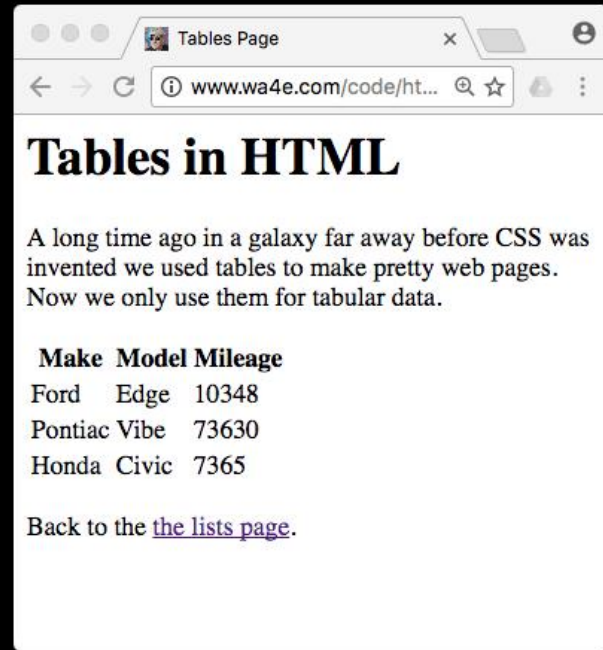 Tables Page
www.wa4e.com/code/ht...
Tables in HTML
A long time ago in a galaxy far away before CSS was
invented we used tables to make pretty web pages.
Now we only use them for tabular data.
Make Model Mileage
Ford Edge 10348
Pontiac Vibe 73630
Honda Civic 7365
Back to the the lists page.